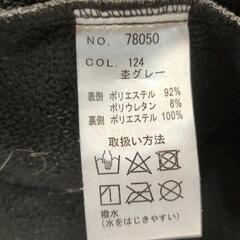 NO. 78050
COL. 124
杢グレー
表側 ポリエステル 92%
ポリウレタン 8%
裏側 ポリエステル 100%
取扱い方法
撥水
(水をはじきやすい)